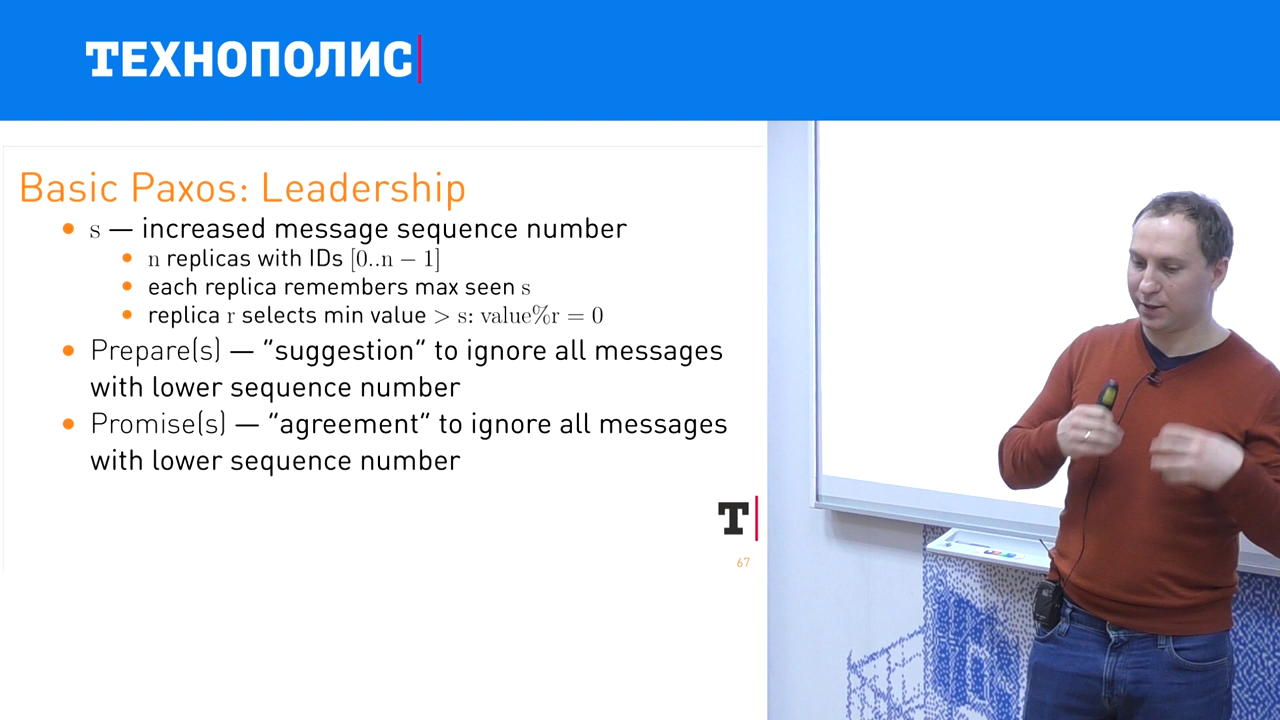 ТЕХНОПОЛИС
Basic Paxos: Leadership
s — increased message sequence number
n replicas with IDs [0..n − 1]
each replica remembers max seen s
replica r selects min value > s: value%r = 0
Prepare(s) — "suggestion" to ignore all messages
with lower sequence number
Promise(s) — "agreement" to ignore all messages
with lower sequence number
T
67